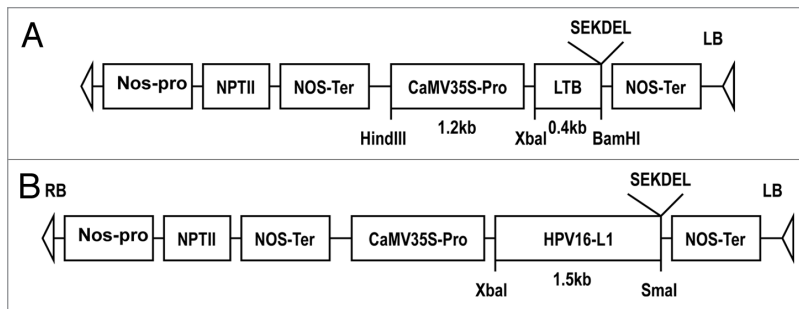 A
SEKDEL
LB
Nos-pro NPTII NOS-Ter CaMV35S-Pro LTB NOS-Ter
HindIII 1.2kb XbaI 0.4kb BamHI
B RB
SEKDEL
LB
Nos-pro NPTII NOS-Ter CaMV35S-Pro HPV16-L1 NOS-Ter
XbaI 1.5kb SmaI